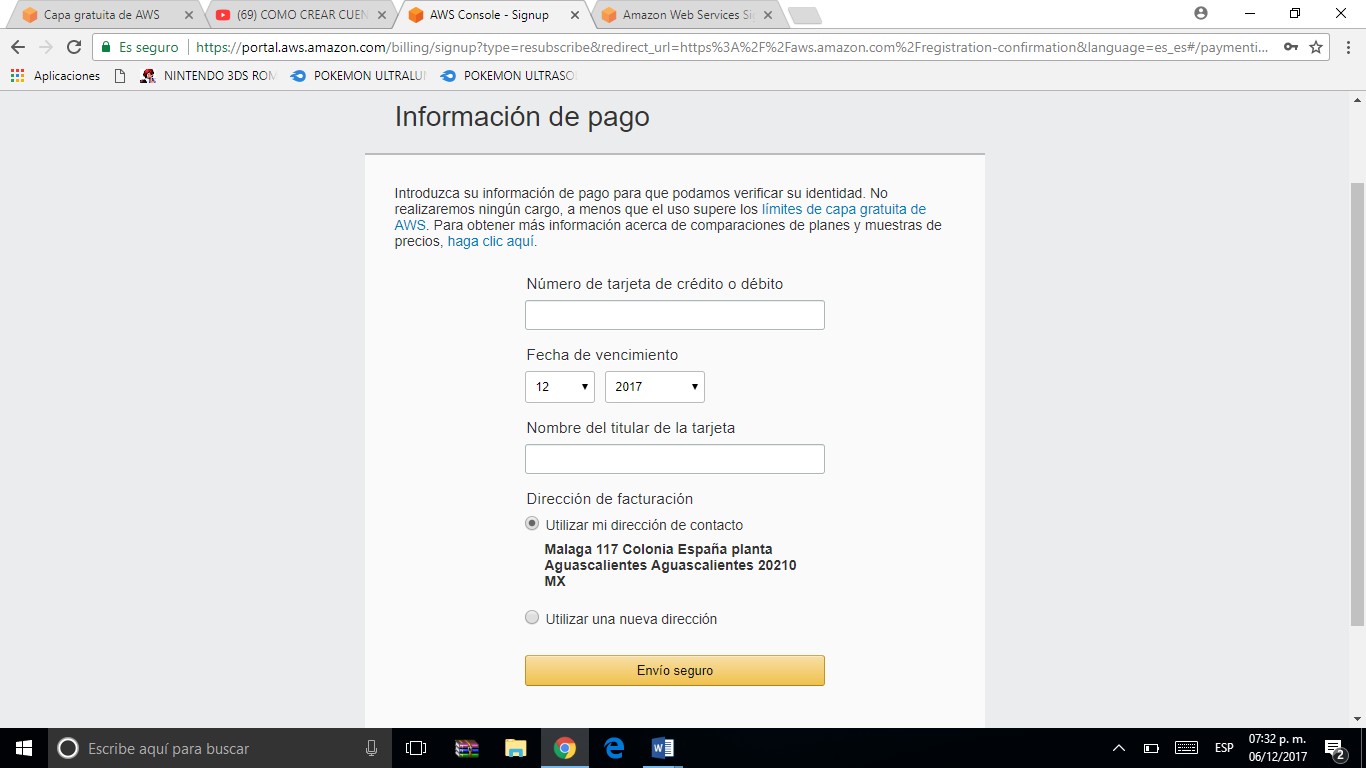 Capa gratuita de AWS
(69) COMO CREAR CUEN
AWS Console - Signup
Amazon Web Services Si
Es seguro
https://portal.aws.amazon.com/billing/signup?type=resubscribe&redirect_url=https%3A%2F%2Faws.amazon.com%2Fregistration-confirmation&language=es_es#/paymenti...
Aplicaciones
NINTENDO 3DS ROM
POKEMON ULTRALU
POKEMON ULTRASO
Información de pago
Introduzca su información de pago para que podamos verificar su identidad. No
realizaremos ningún cargo, a menos que el uso supere los límites de capa gratuita de
AWS. Para obtener más información acerca de comparaciones de planes y muestras de
precios, haga clic aquí.
Número de tarjeta de crédito o débito
Fecha de vencimiento
12
2017
Nombre del titular de la tarjeta
Dirección de facturación
Utilizar mi dirección de contacto
Malaga 117 Colonia España planta
Aguascalientes Aguascalientes 20210
MX
Utilizar una nueva dirección
Envío seguro
Escribe aquí para buscar
ESP
07:32 p. m.
06/12/2017
2